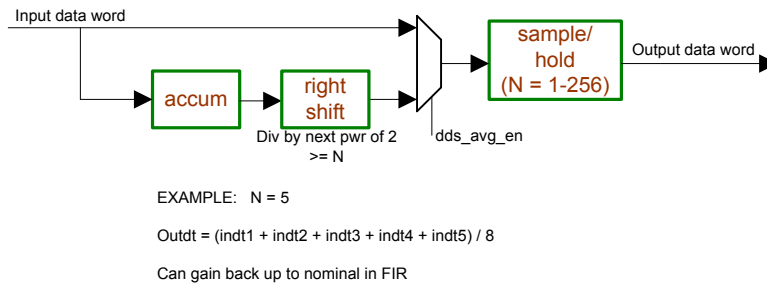 Input data word
sample/
hold
(N = 1-256)
Output data word
accum
right
shift
Div by next pwr of 2
>= N
dds_avg_en
EXAMPLE: N = 5
Outdt = (indt1 + indt2 + indt3 + indt4 + indt5) / 8
Can gain back up to nominal in FIR